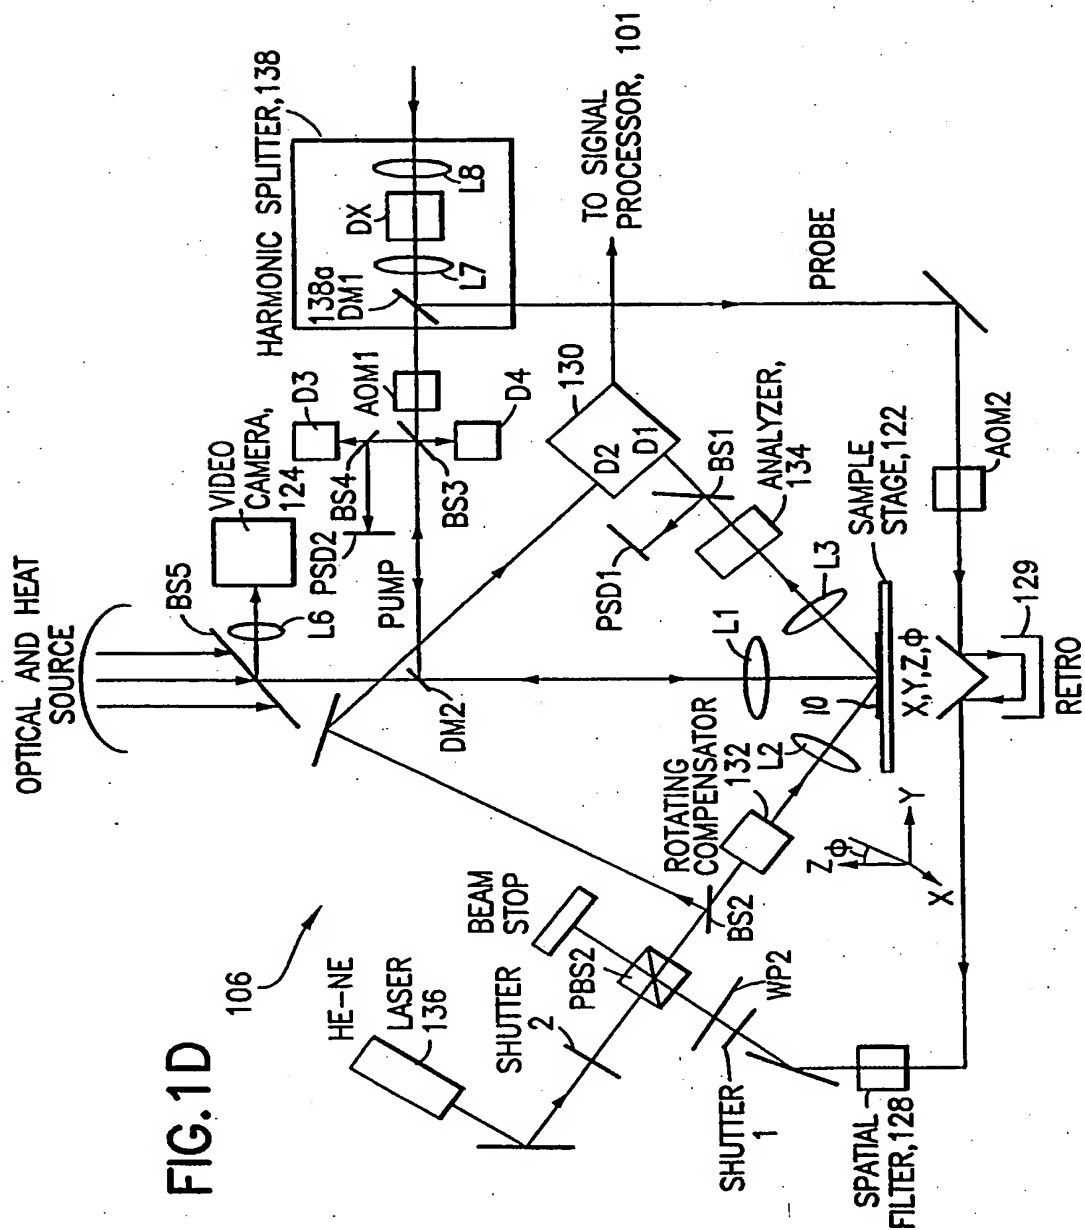 FIG.1D
106
OPTICAL AND HEAT
SOURCE
BS5
VIDEO
CAMERA,
124
L6
PSD2
BS4
D3
AOM1
D4
BS3
PUMP
DM2
HARMONIC SPLITTER,138
138a
DM1
L7
DX
L8
TO SIGNAL
PROCESSOR, 101
PROBE
130
D2
D1
BS1
PSD1
ANALYZER,
134
L3
L1
SAMPLE
STAGE,122
AOM2
10
X,Y,Z,Φ
129
RETRO
L2
ROTATING
COMPENSATOR
132
BS2
BEAM
STOP
PBS2
HE-NE
LASER
136
SHUTTER
2
WP2
SHUTTER
1
SPATIAL
FILTER,128
Z
Φ
Y
X